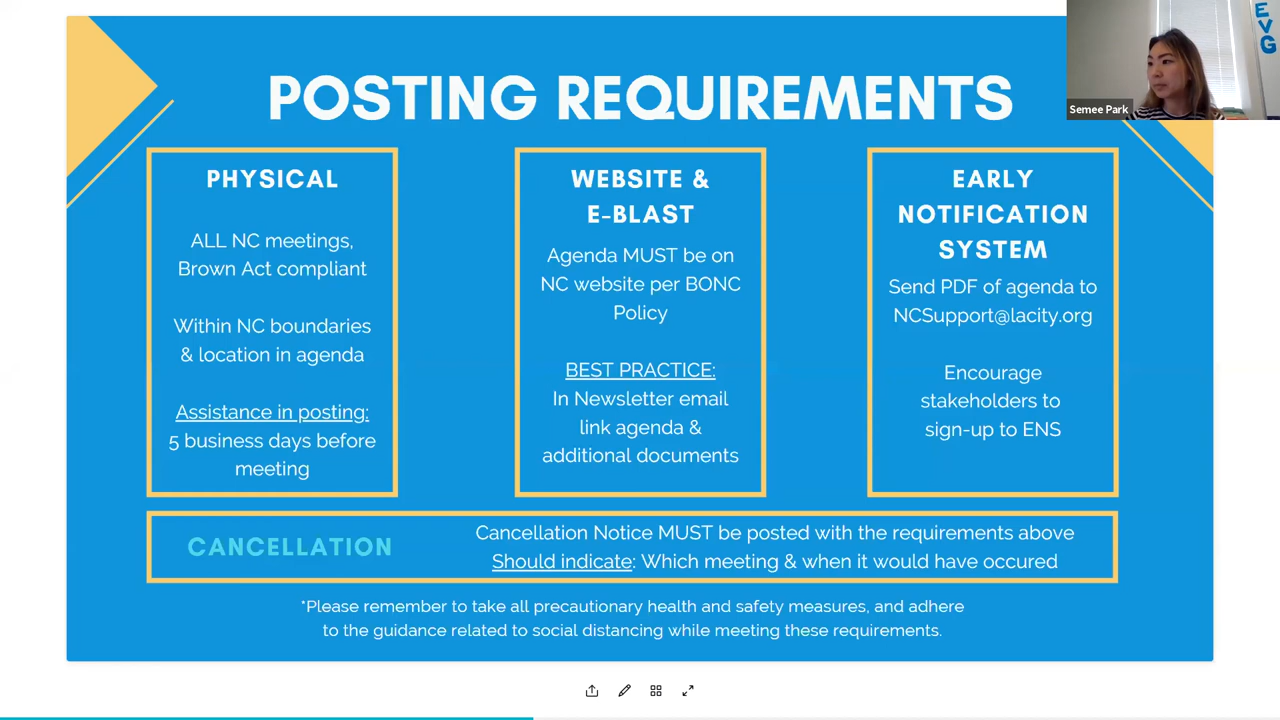 POSTING REQUIREMENTS
EVG
Semee Park
PHYSICAL
ALL NC meetings,
Brown Act compliant
Within NC boundaries
& location in agenda
Assistance in posting:
5 business days before
meeting
WEBSITE &
E-BLAST
Agenda MUST be on
NC website per BONC
Policy
BEST PRACTICE:
In Newsletter email
link agenda &
additional documents
EARLY
NOTIFICATION
SYSTEM
Send PDF of agenda to
NCSupport@lacity.org
Encourage
stakeholders to
sign-up to ENS
CANCELLATION
Cancellation Notice MUST be posted with the requirements above
Should indicate: Which meeting & when it would have occured
*Please remember to take all precautionary health and safety measures, and adhere
to the guidance related to social distancing while meeting these requirements.